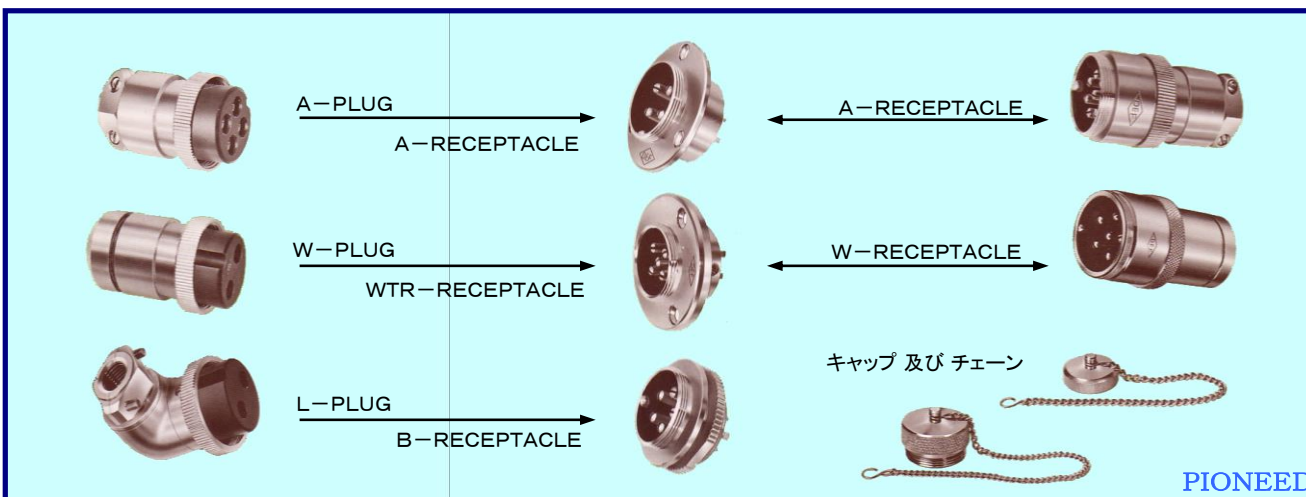 A-PLUG
A-RECEPTACLE
A-RECEPTACLE
W-PLUG
WTR-RECEPTACLE
W-RECEPTACLE
L-PLUG
B-RECEPTACLE
キャップ 及び チェーン
PIONEED